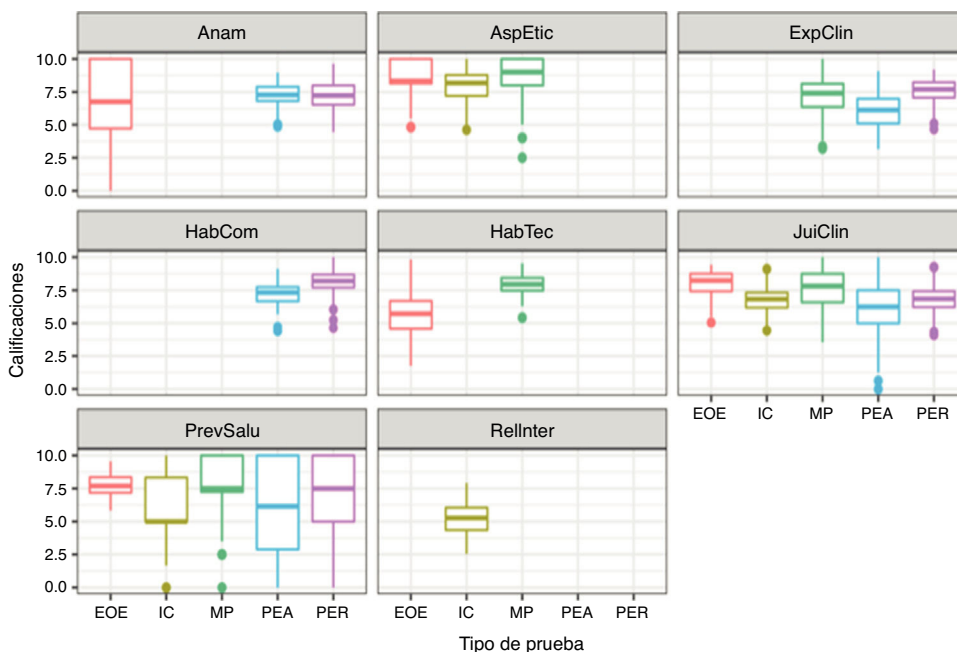 Anam
AspEtic
ExpClin
10.0
7.5
5.0
2.5
0.0
HabCom
HabTec
JuiClin
10.0
7.5
5.0
2.5
0.0
Calificaciones
EOE IC MP PEA PER
PrevSalu
RelInter
10.0
7.5
5.0
2.5
0.0
EOE IC MP PEA PER
EOE IC MP PEA PER
Tipo de prueba